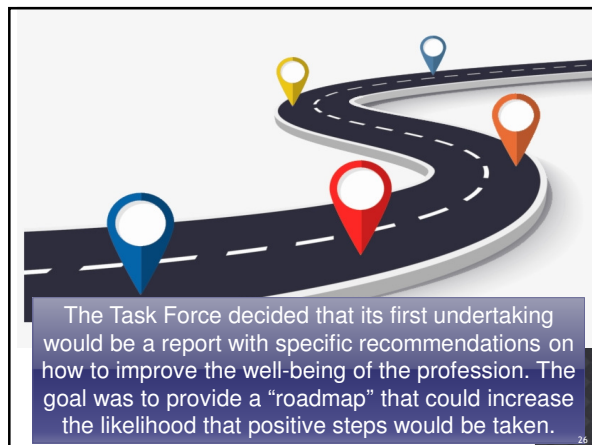 The Task Force decided that its first undertaking
would be a report with specific recommendations on
how to improve the well-being of the profession. The
goal was to provide a “roadmap” that could increase
the likelihood that positive steps would be taken.
26